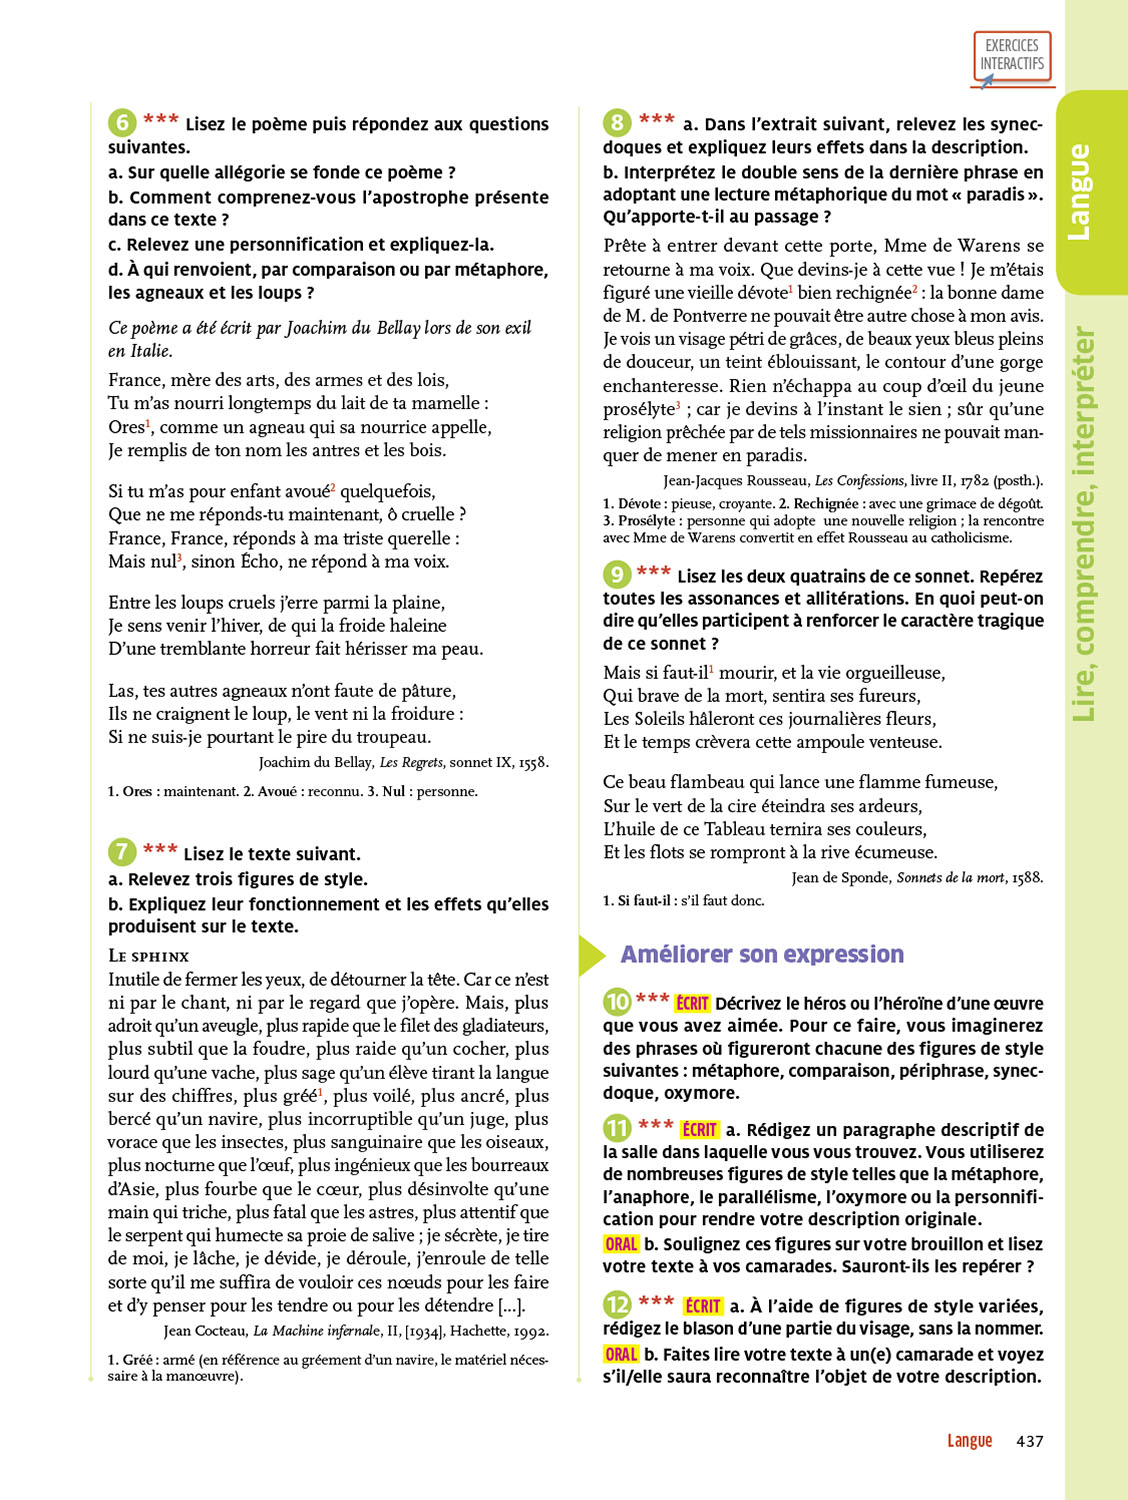 EXERCICES
INTERACTIFS
Langue
Lire, comprendre, interpréter
6 *** Lisez le poème puis répondez aux questions
suivantes.
a. Sur quelle allégorie se fonde ce poème ?
b. Comment comprenez-vous l'apostrophe présente
dans ce texte ?
c. Relevez une personnification et expliquez-la.
d. À qui renvoient, par comparaison ou par métaphore,
les agneaux et les loups ?
Ce poème a été écrit par Joachim du Bellay lors de son exil
en Italie.
France, mère des arts, des armes et des lois,
Tu m'as nourri longtemps du lait de ta mamelle :
Ores1, comme un agneau qui sa nourrice appelle,
Je remplis de ton nom les antres et les bois.
Si tu m'as pour enfant avoué2 quelquefois,
Que ne me réponds-tu maintenant, ô cruelle ?
France, France, réponds à ma triste querelle :
Mais nul3, sinon Écho, ne répond à ma voix.
Entre les loups cruels j'erre parmi la plaine,
Je sens venir l'hiver, de qui la froide haleine
D'une tremblante horreur fait hérisser ma peau.
Las, tes autres agneaux n'ont faute de pâture,
Ils ne craignent le loup, le vent ni la froidure :
Si ne suis-je pourtant le pire du troupeau.
Joachim du Bellay, Les Regrets, sonnet IX, 1558.
1. Ores : maintenant. 2. Avoué : reconnu. 3. Nul : personne.
7 *** Lisez le texte suivant.
a. Relevez trois figures de style.
b. Expliquez leur fonctionnement et les effets qu'elles
produisent sur le texte.
LE SPHINX
Inutile de fermer les yeux, de détourner la tête. Car ce n'est
ni par le chant, ni par le regard que j'opère. Mais, plus
adroit qu'un aveugle, plus rapide que le filet des gladiateurs,
plus subtil que la foudre, plus raide qu'un cocher, plus
lourd qu'une vache, plus sage qu'un élève tirant la langue
sur des chiffres, plus gréé1, plus voilé, plus ancré, plus
bercé qu'un navire, plus incorruptible qu'un juge, plus
vorace que les insectes, plus sanguinaire que les oiseaux,
plus nocturne que l'œuf, plus ingénieux que les bourreaux
d'Asie, plus fourbe que le cœur, plus désinvolte qu'une
main qui triche, plus fatal que les astres, plus attentif que
le serpent qui humecte sa proie de salive ; je sécrète, je tire
de moi, je lâche, je dévide, je déroule, j'enroule de telle
sorte qu'il me suffira de vouloir ces nœuds pour les faire
et d'y penser pour les tendre ou pour les détendre [...].
Jean Cocteau, La Machine infernale, II, [1934], Hachette, 1992.
1. Gréé : armé (en référence au gréement d'un navire, le matériel néces-
saire à la manœuvre).
8 *** a. Dans l'extrait suivant, relevez les synec-
doques et expliquez leurs effets dans la description.
b. Interprétez le double sens de la dernière phrase en
adoptant une lecture métaphorique du mot « paradis ».
Qu'apporte-t-il au passage ?
Prête à entrer devant cette porte, Mme de Warens se
retourne à ma voix. Que devins-je à cette vue ! Je m'étais
figuré une vieille dévote1 bien rechignée2 : la bonne dame
de M. de Pontverre ne pouvait être autre chose à mon avis.
Je vois un visage pétri de grâces, de beaux yeux bleus pleins
de douceur, un teint éblouissant, le contour d'une gorge
enchanteresse. Rien n'échappa au coup d'œil du jeune
prosélyte3 ; car je devins à l'instant le sien ; sûr qu'une
religion prêchée par de tels missionnaires ne pouvait man-
quer de mener en paradis.
Jean-Jacques Rousseau, Les Confessions, livre II, 1782 (posth.).
1. Dévote : pieuse, croyante. 2. Rechignée : avec une grimace de dégoût.
3. Prosélyte : personne qui adopte une nouvelle religion ; la rencontre
avec Mme de Warens convertit en effet Rousseau au catholicisme.
9 *** Lisez les deux quatrains de ce sonnet. Repérez
toutes les assonances et allitérations. En quoi peut-on
dire qu'elles participent à renforcer le caractère tragique
de ce sonnet ?
Mais si faut-il1 mourir, et la vie orgueilleuse,
Qui brave de la mort, sentira ses fureurs,
Les Soleils hâleront ces journalières fleurs,
Et le temps crèvera cette ampoule venteuse.
Ce beau flambeau qui lance une flamme fumeuse,
Sur le vert de la cire éteindra ses ardeurs,
L'huile de ce Tableau ternira ses couleurs,
Et les flots se rompront à la rive écumeuse.
Jean de Sponde, Sonnets de la mort, 1588.
1. Si faut-il : s'il faut donc.
Améliorer son expression
10 *** ÉCRIT Décrivez le héros ou l'héroïne d'une œuvre
que vous avez aimée. Pour ce faire, vous imaginerez
des phrases où figureront chacune des figures de style
suivantes : métaphore, comparaison, périphrase, synec-
doque, oxymore.
11 *** ÉCRIT a. Rédigez un paragraphe descriptif de
la salle dans laquelle vous vous trouvez. Vous utiliserez
de nombreuses figures de style telles que la métaphore,
l'anaphore, le parallélisme, l'oxymore ou la personnifi-
cation pour rendre votre description originale.
ORAL b. Soulignez ces figures sur votre brouillon et lisez
votre texte à vos camarades. Sauront-ils les repérer ?
12 *** ÉCRIT a. À l'aide de figures de style variées,
rédigez le blason d'une partie du visage, sans la nommer.
ORAL b. Faites lire votre texte à un(e) camarade et voyez
s'il/elle saura reconnaître l'objet de votre description.
Langue 437